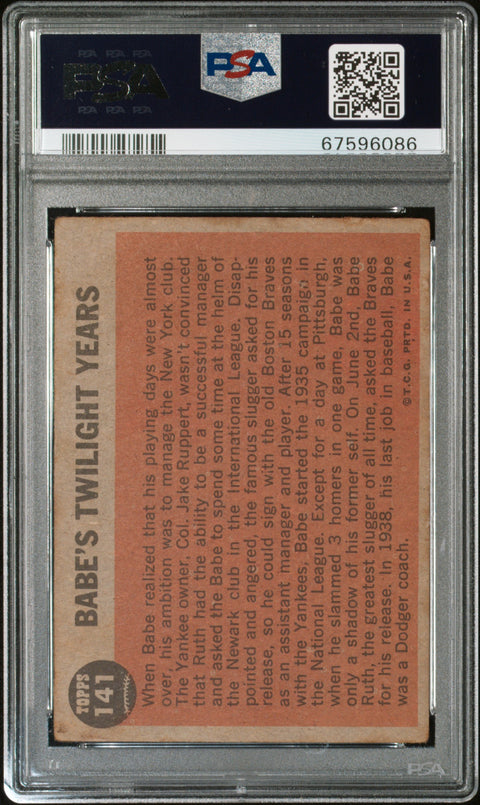 PSA PSA PSA
PSA
PSA PSA PSA
PSA
67596086
TOPPS
141
BABE'S TWILIGHT YEARS
When Babe realized that his playing days were almost
over, his ambition was to manage the New York club.
The Yankee owner, Col. Jake Ruppert, wasn't convinced
that Ruth had the ability to be a successful manager
and asked the Babe to spend some time at the helm of
the Newark club in the International League. Disap-
pointed and angered, the famous slugger asked for his
release, so he could sign with the old Boston Braves
as an assistant manager and player. After 15 seasons
with the Yankees, Babe started the 1935 campaign in
the National League. Except for a day at Pittsburgh,
when he slammed 3 homers in one game, Babe was
only a shadow of his former self. On June 2nd, Babe
Ruth, the greatest slugger of all time, asked the Braves
for his release. In 1938, his last job in baseball, Babe
was a Dodger coach.
© T.C.G. PRTD. IN U.S.A.
PSA